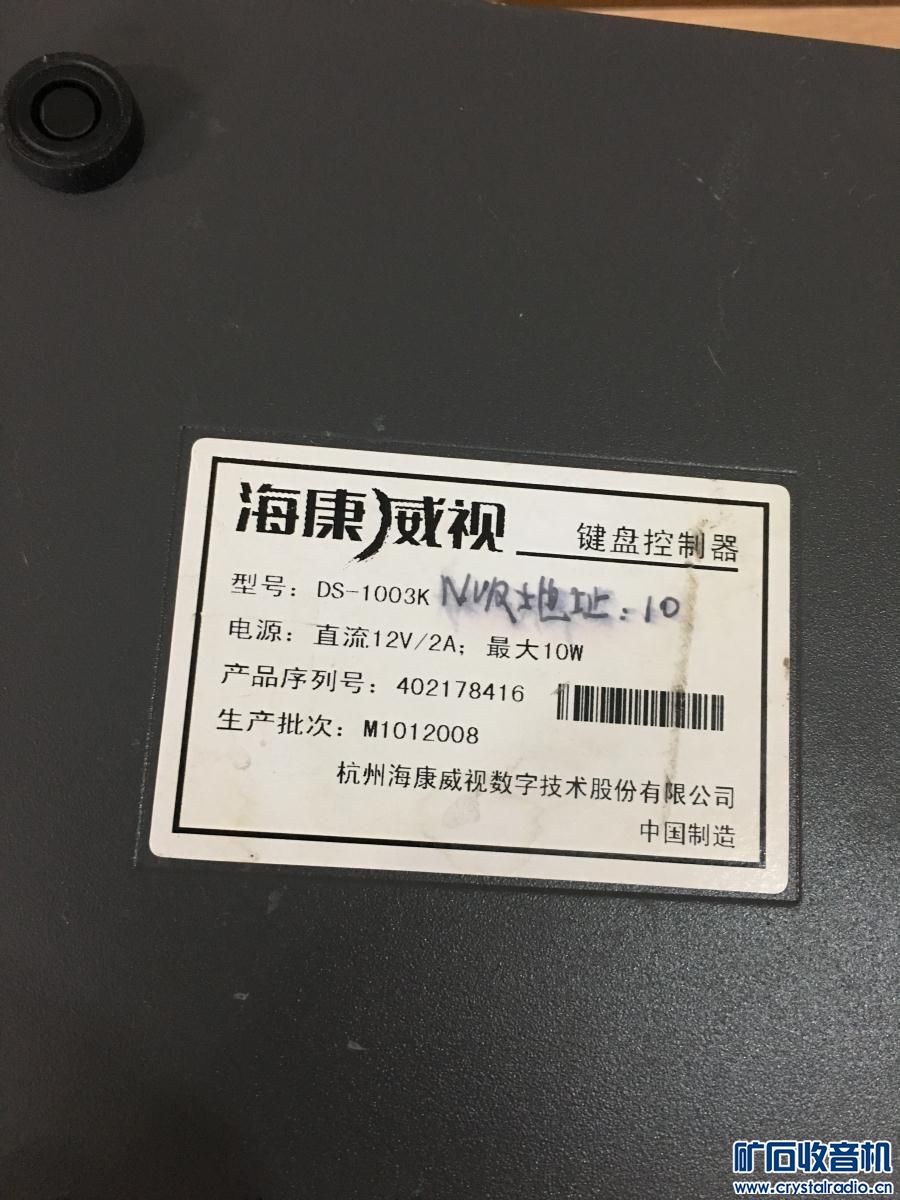 海康威视 键盘控制器
型号：DS-1003K NVR地址：10
电源：直流12V/2A；最大10W
产品序列号：402178416
生产批次：M1012008
杭州海康威视数字技术股份有限公司
中国制造
矿石收音机
www.crystalradio.cn